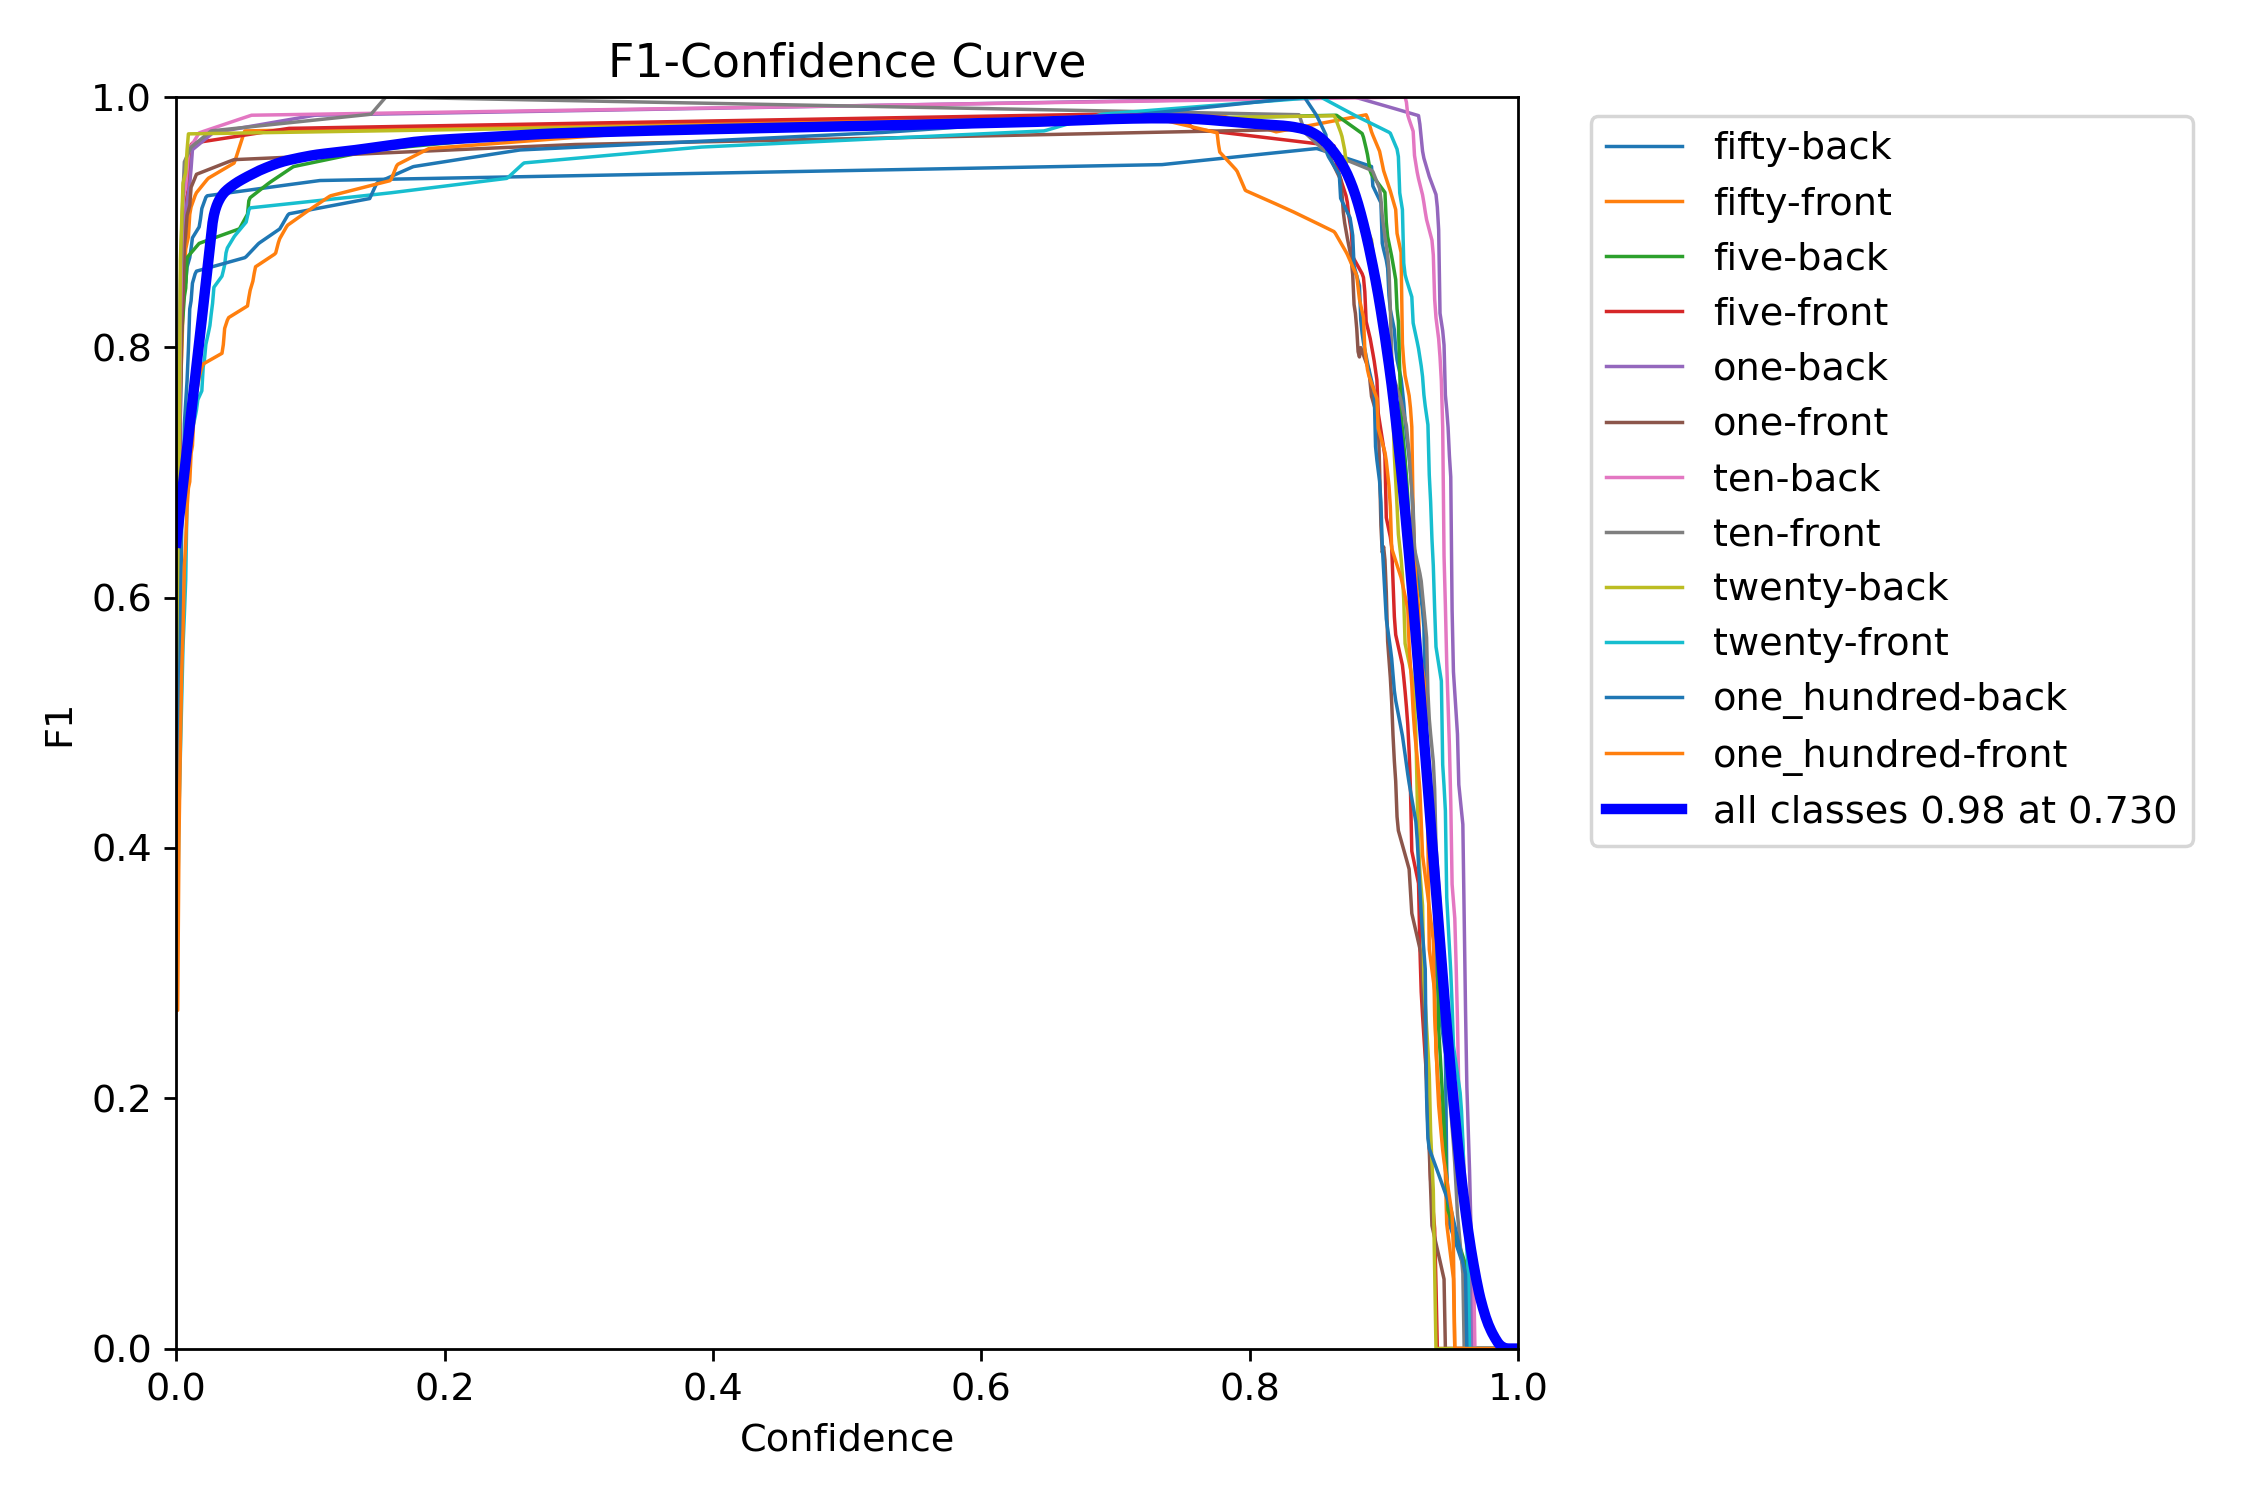 F1-Confidence Curve
1.0
0.8
0.6
0.4
0.2
0.0
F1
0.0 0.2 0.4 0.6 0.8 1.0
Confidence
fifty-back
fifty-front
five-back
five-front
one-back
one-front
ten-back
ten-front
twenty-back
twenty-front
one_hundred-back
one_hundred-front
all classes 0.98 at 0.730